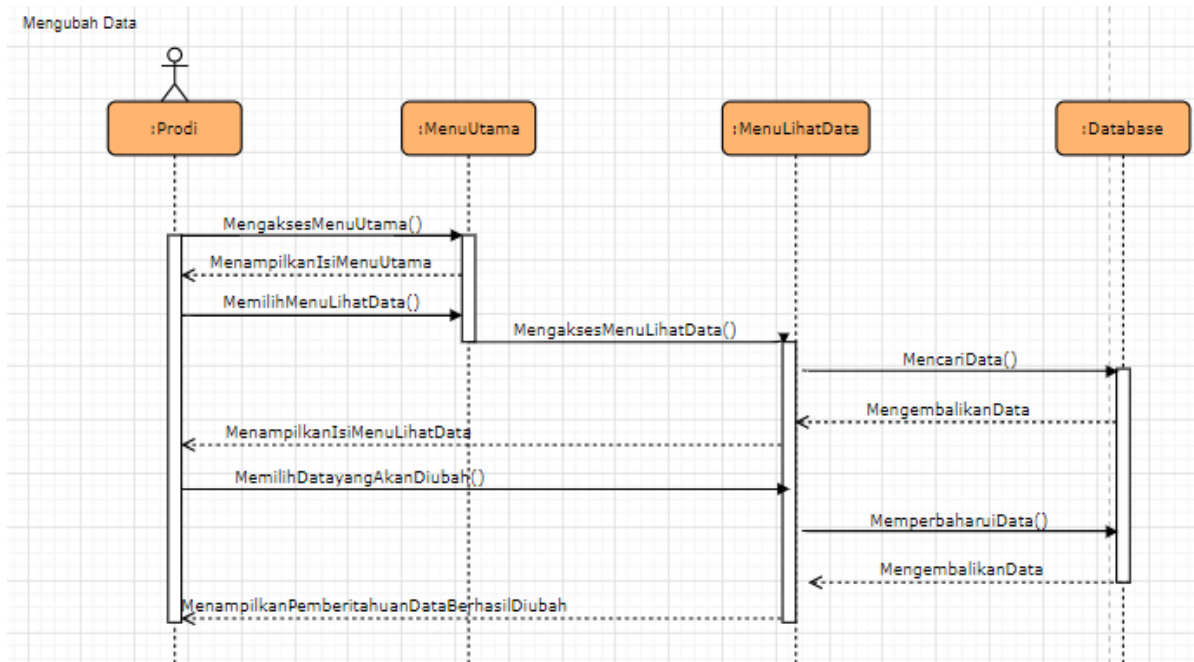 Mengubah Data
:Prodi
:MenuUtama
:MenuLihatData
:Database
MengaksesMenuUtama()
MenampilkanIsiMenuUtama
MemilihMenuLihatData()
MengaksesMenuLihatData()
MencariData()
MengembalikanData
MenampilkanIsiMenuLihatData
MemilihDatayangAkanDiubah()
MemperbaharuiData()
MengembalikanData
MenampilkanPemberitahuanDataBerhasilDiubah